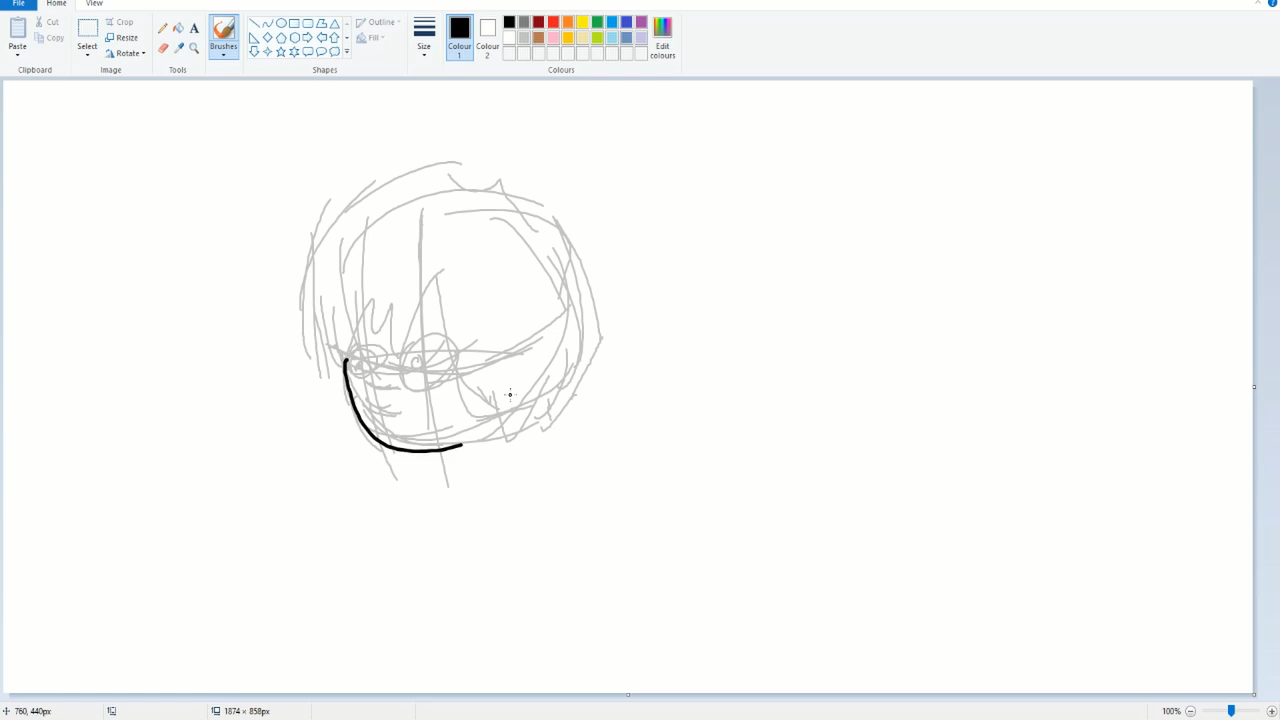 File Home View
Paste Cut Copy Clipboard
Select Crop Resize Rotate Image
A Tools
Brushes
Outline Fill Shapes
Size
Colour 1 Colour 2 Edit colours Colours
760, 440px 1874 × 858px 100%